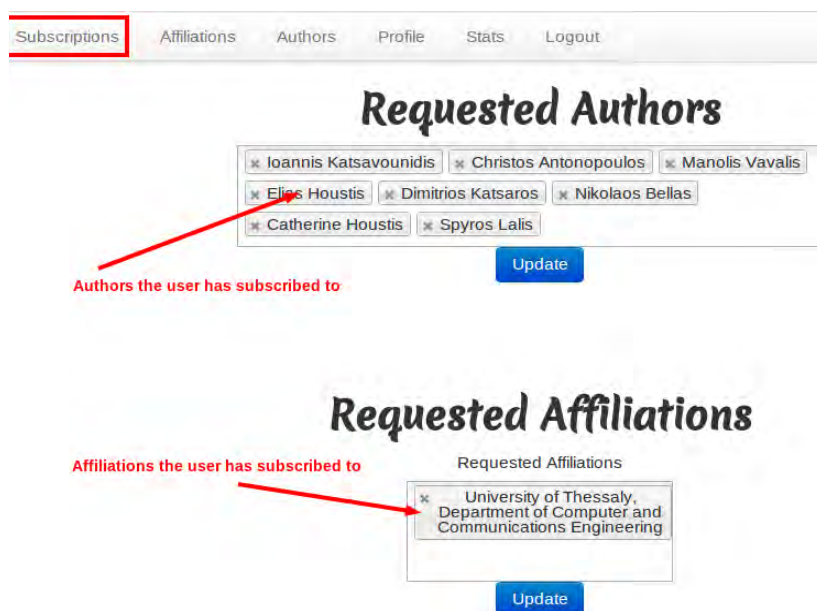 Subscriptions Affiliations Authors Profile Stats Logout
Requested Authors
× Ioannis Katsavounidis × Christos Antonopoulos × Manolis Vavalis
× Elias Houstis × Dimitrios Katsaros × Nikolaos Bellas
× Catherine Houstis × Spyros Lalis
Update
Authors the user has subscribed to
Requested Affiliations
Affiliations the user has subscribed to
Requested Affiliations
× University of Thessaly,
Department of Computer and
Communications Engineering
Update